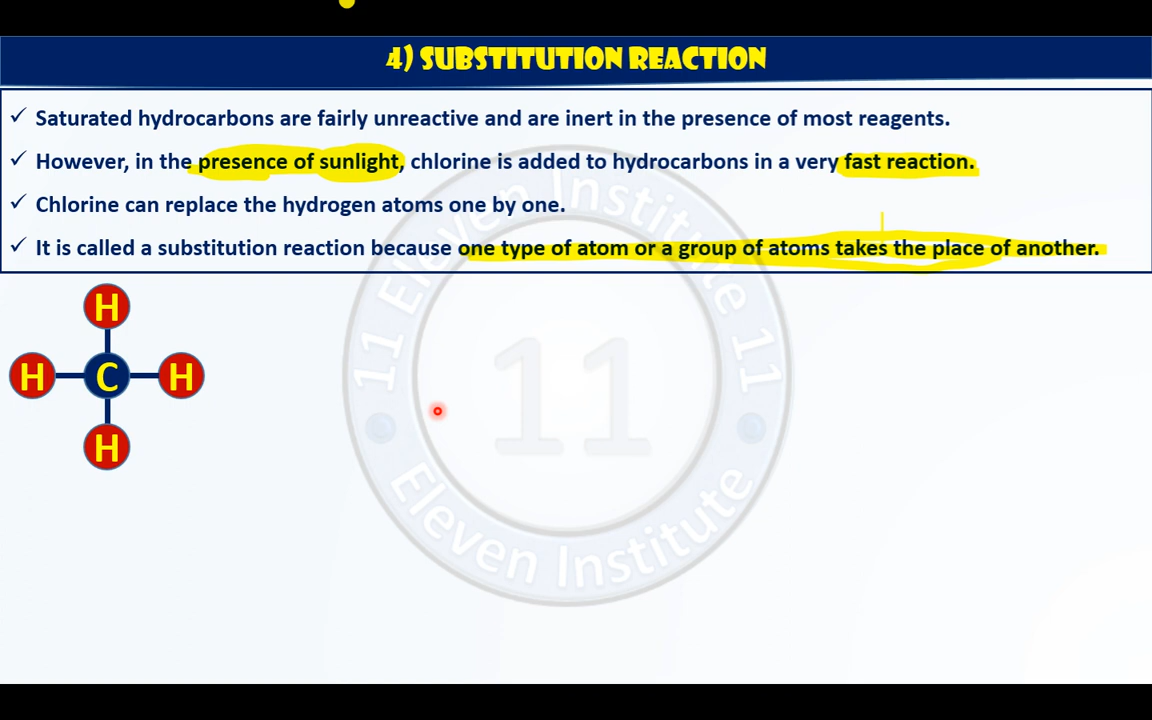 4) SUBSTITUTION REACTION
✓ Saturated hydrocarbons are fairly unreactive and are inert in the presence of most reagents.
✓ However, in the presence of sunlight, chlorine is added to hydrocarbons in a very fast reaction.
✓ Chlorine can replace the hydrogen atoms one by one.
✓ It is called a substitution reaction because one type of atom or a group of atoms takes the place of another.
H
H C H
H
11 Eleven Institute 11
11
Eleven Institute